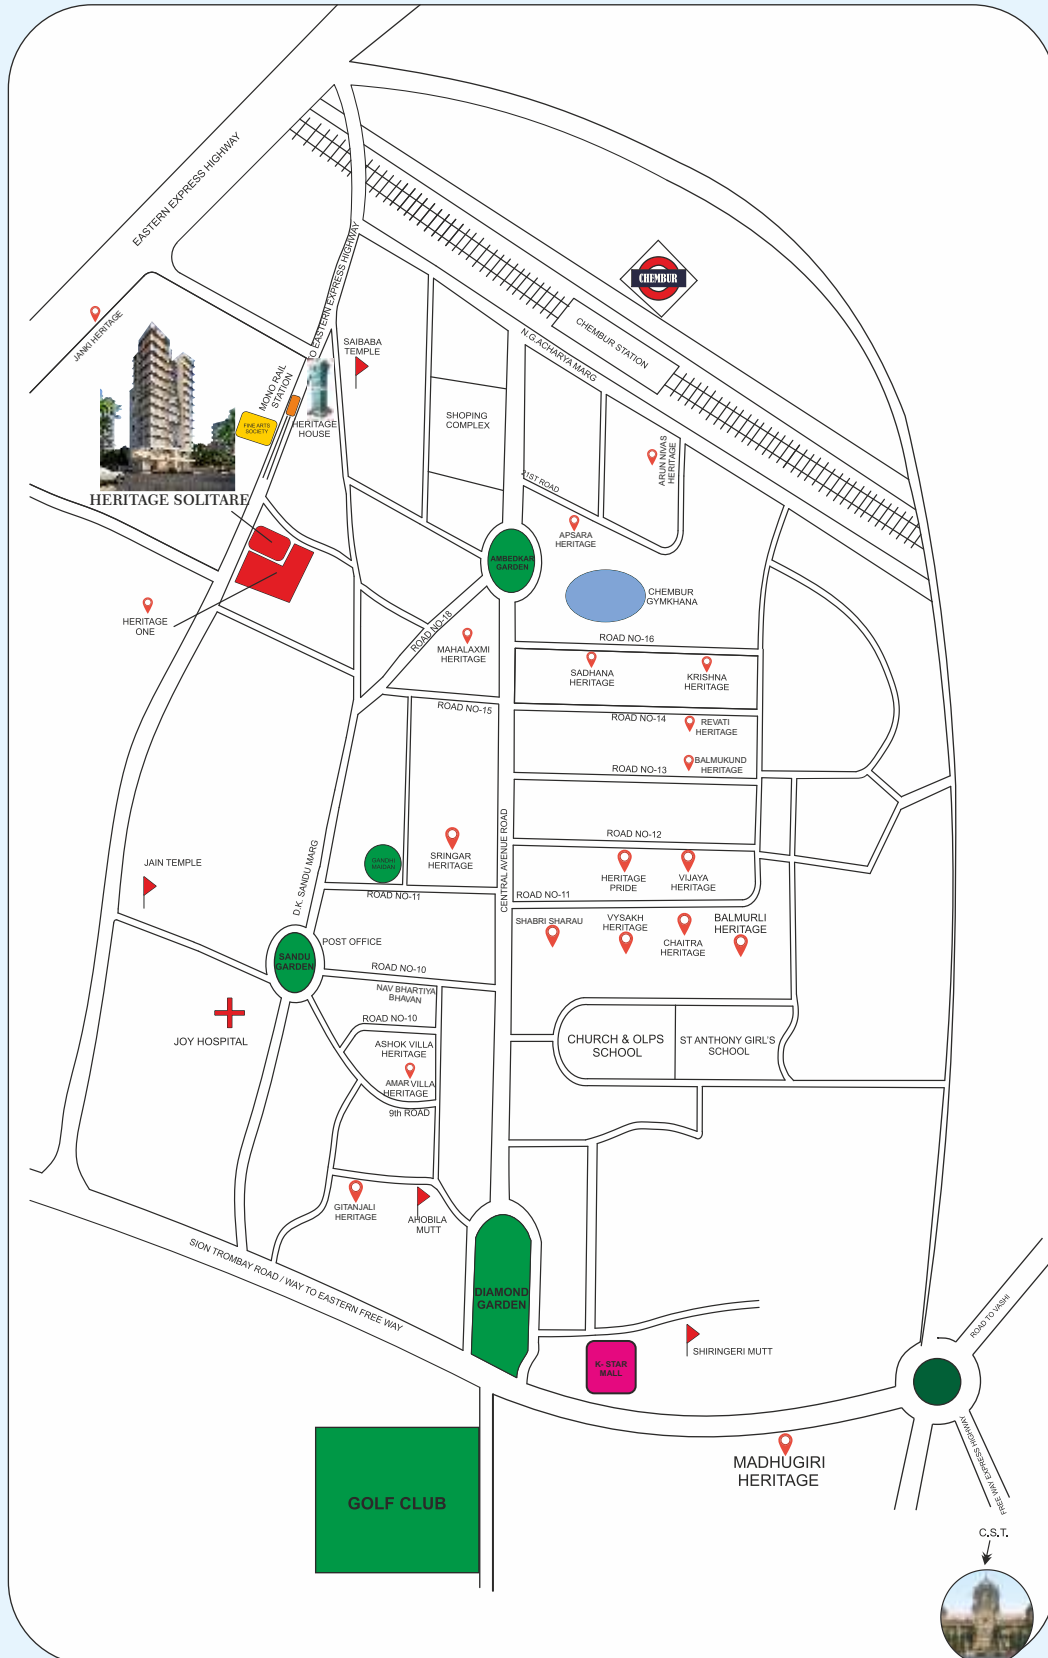 EASTERN EXPRESS HIGHWAY
TO EASTERN EXPRESS HIGHWAY
CHEMBUR
CHEMBUR STATION
N.G.ACHARYA MARG
JANKI HERITAGE
SAIBABA
TEMPLE
MONO RAIL
STATION
FINE ARTS
SOCIETY
HERITAGE
HOUSE
SHOPING
COMPLEX
ARUN NIVAS
HERITAGE
21ST ROAD
HERITAGE SOLITARE
APSARA
HERITAGE
AMBEDKAR
GARDEN
CHEMBUR
GYMKHANA
HERITAGE
ONE
ROAD NO-18
MAHALAXMI
HERITAGE
ROAD NO-16
SADHANA
HERITAGE
KRISHNA
HERITAGE
ROAD NO-15
ROAD NO-14
REVATI
HERITAGE
BALMUKUND
HERITAGE
ROAD NO-13
ROAD NO-12
CENTRAL AVENUE ROAD
SRINGAR
HERITAGE
GANDHI
MAIDAN
D.K. SANDU MARG
JAIN TEMPLE
HERITAGE
PRIDE
VIJAYA
HERITAGE
ROAD NO-11
ROAD NO-11
SHABRI SHARAU
VYSAKH
HERITAGE
CHAITRA
HERITAGE
BALMURLI
HERITAGE
POST OFFICE
SANDU
GARDEN
ROAD NO-10
NAV BHARTIYA
BHAVAN
ROAD NO-10
JOY HOSPITAL
ASHOK VILLA
HERITAGE
AMAR VILLA
HERITAGE
9th ROAD
CHURCH & OLPS
SCHOOL
ST ANTHONY GIRL'S
SCHOOL
GITANJALI
HERITAGE
AHOBILA
MUTT
SION TROMBAY ROAD / WAY TO EASTERN FREE WAY
DIAMOND
GARDEN
K- STAR
MALL
SHIRINGERI MUTT
ROAD TO VASHI
FREE WAY EXPRESS HIGHWAY
MADHUGIRI
HERITAGE
GOLF CLUB
C.S.T.